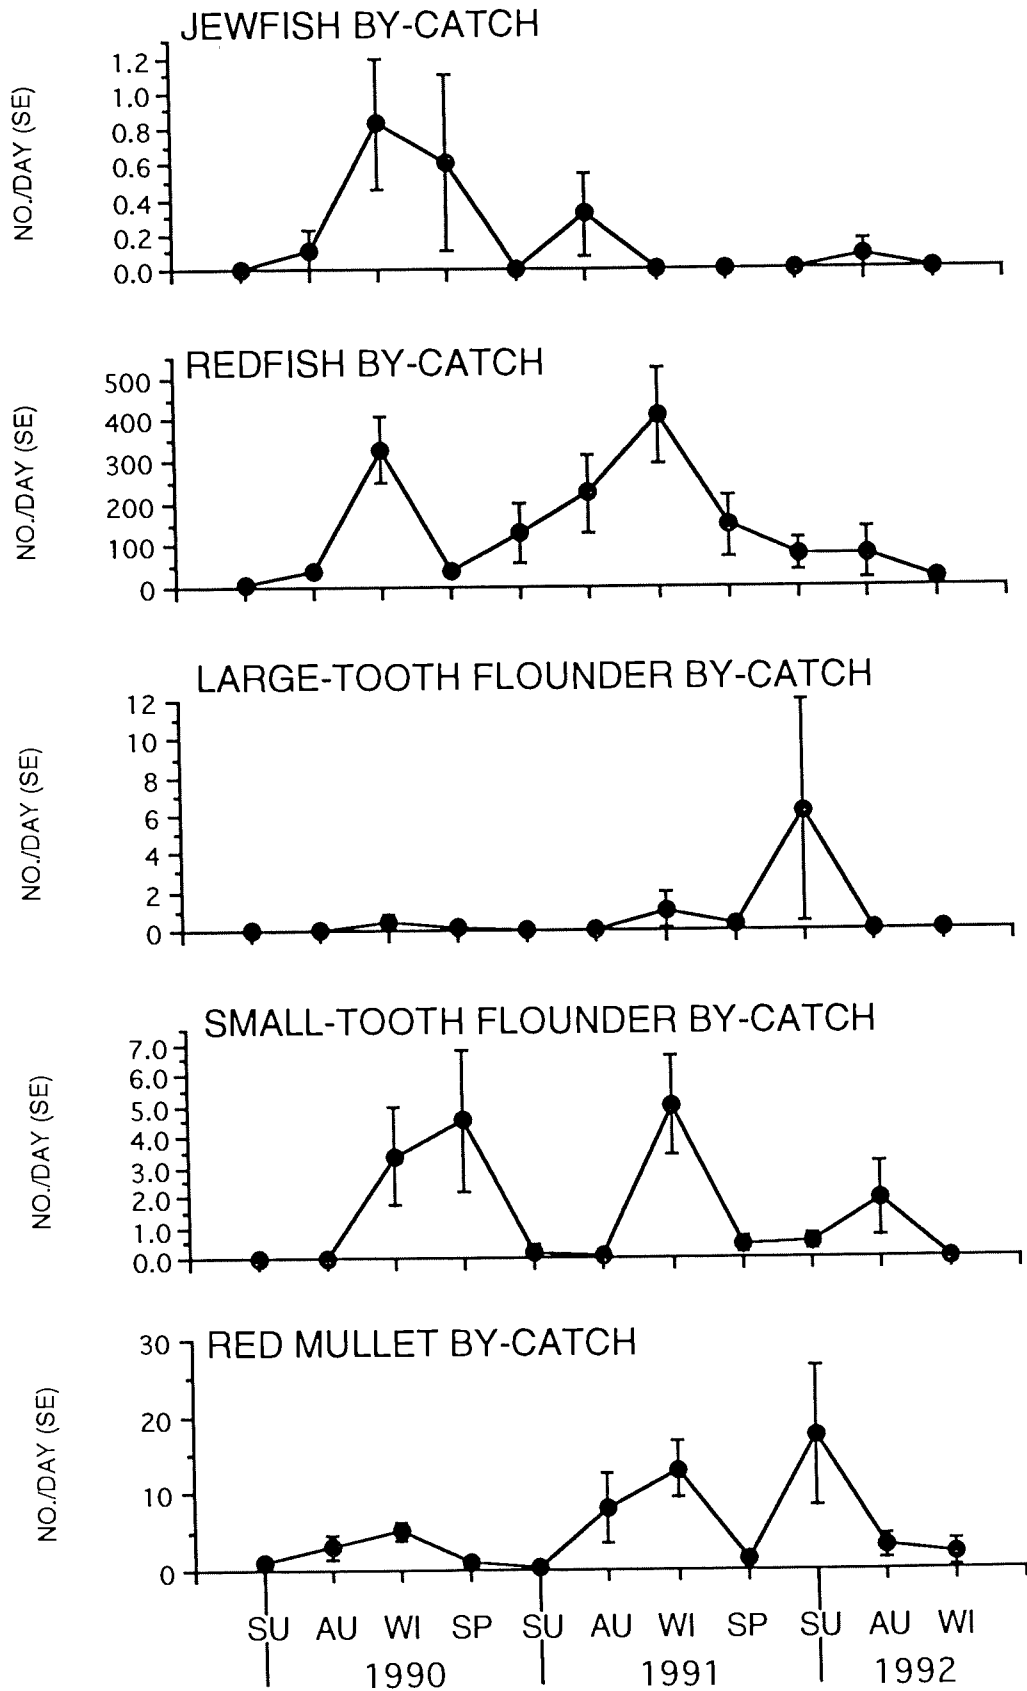 JEWFISH BY-CATCH
NO./DAY (SE)
1.2
1.0
0.8
0.6
0.4
0.2
0.0
REDFISH BY-CATCH
NO./DAY (SE)
500
400
300
200
100
0
LARGE-TOOTH FLOUNDER BY-CATCH
NO./DAY (SE)
12
10
8
6
4
2
0
SMALL-TOOTH FLOUNDER BY-CATCH
NO./DAY (SE)
7.0
6.0
5.0
4.0
3.0
2.0
1.0
0.0
RED MULLET BY-CATCH
NO./DAY (SE)
30
20
10
0
SU AU WI SP SU AU WI SP SU AU WI
1990 1991 1992